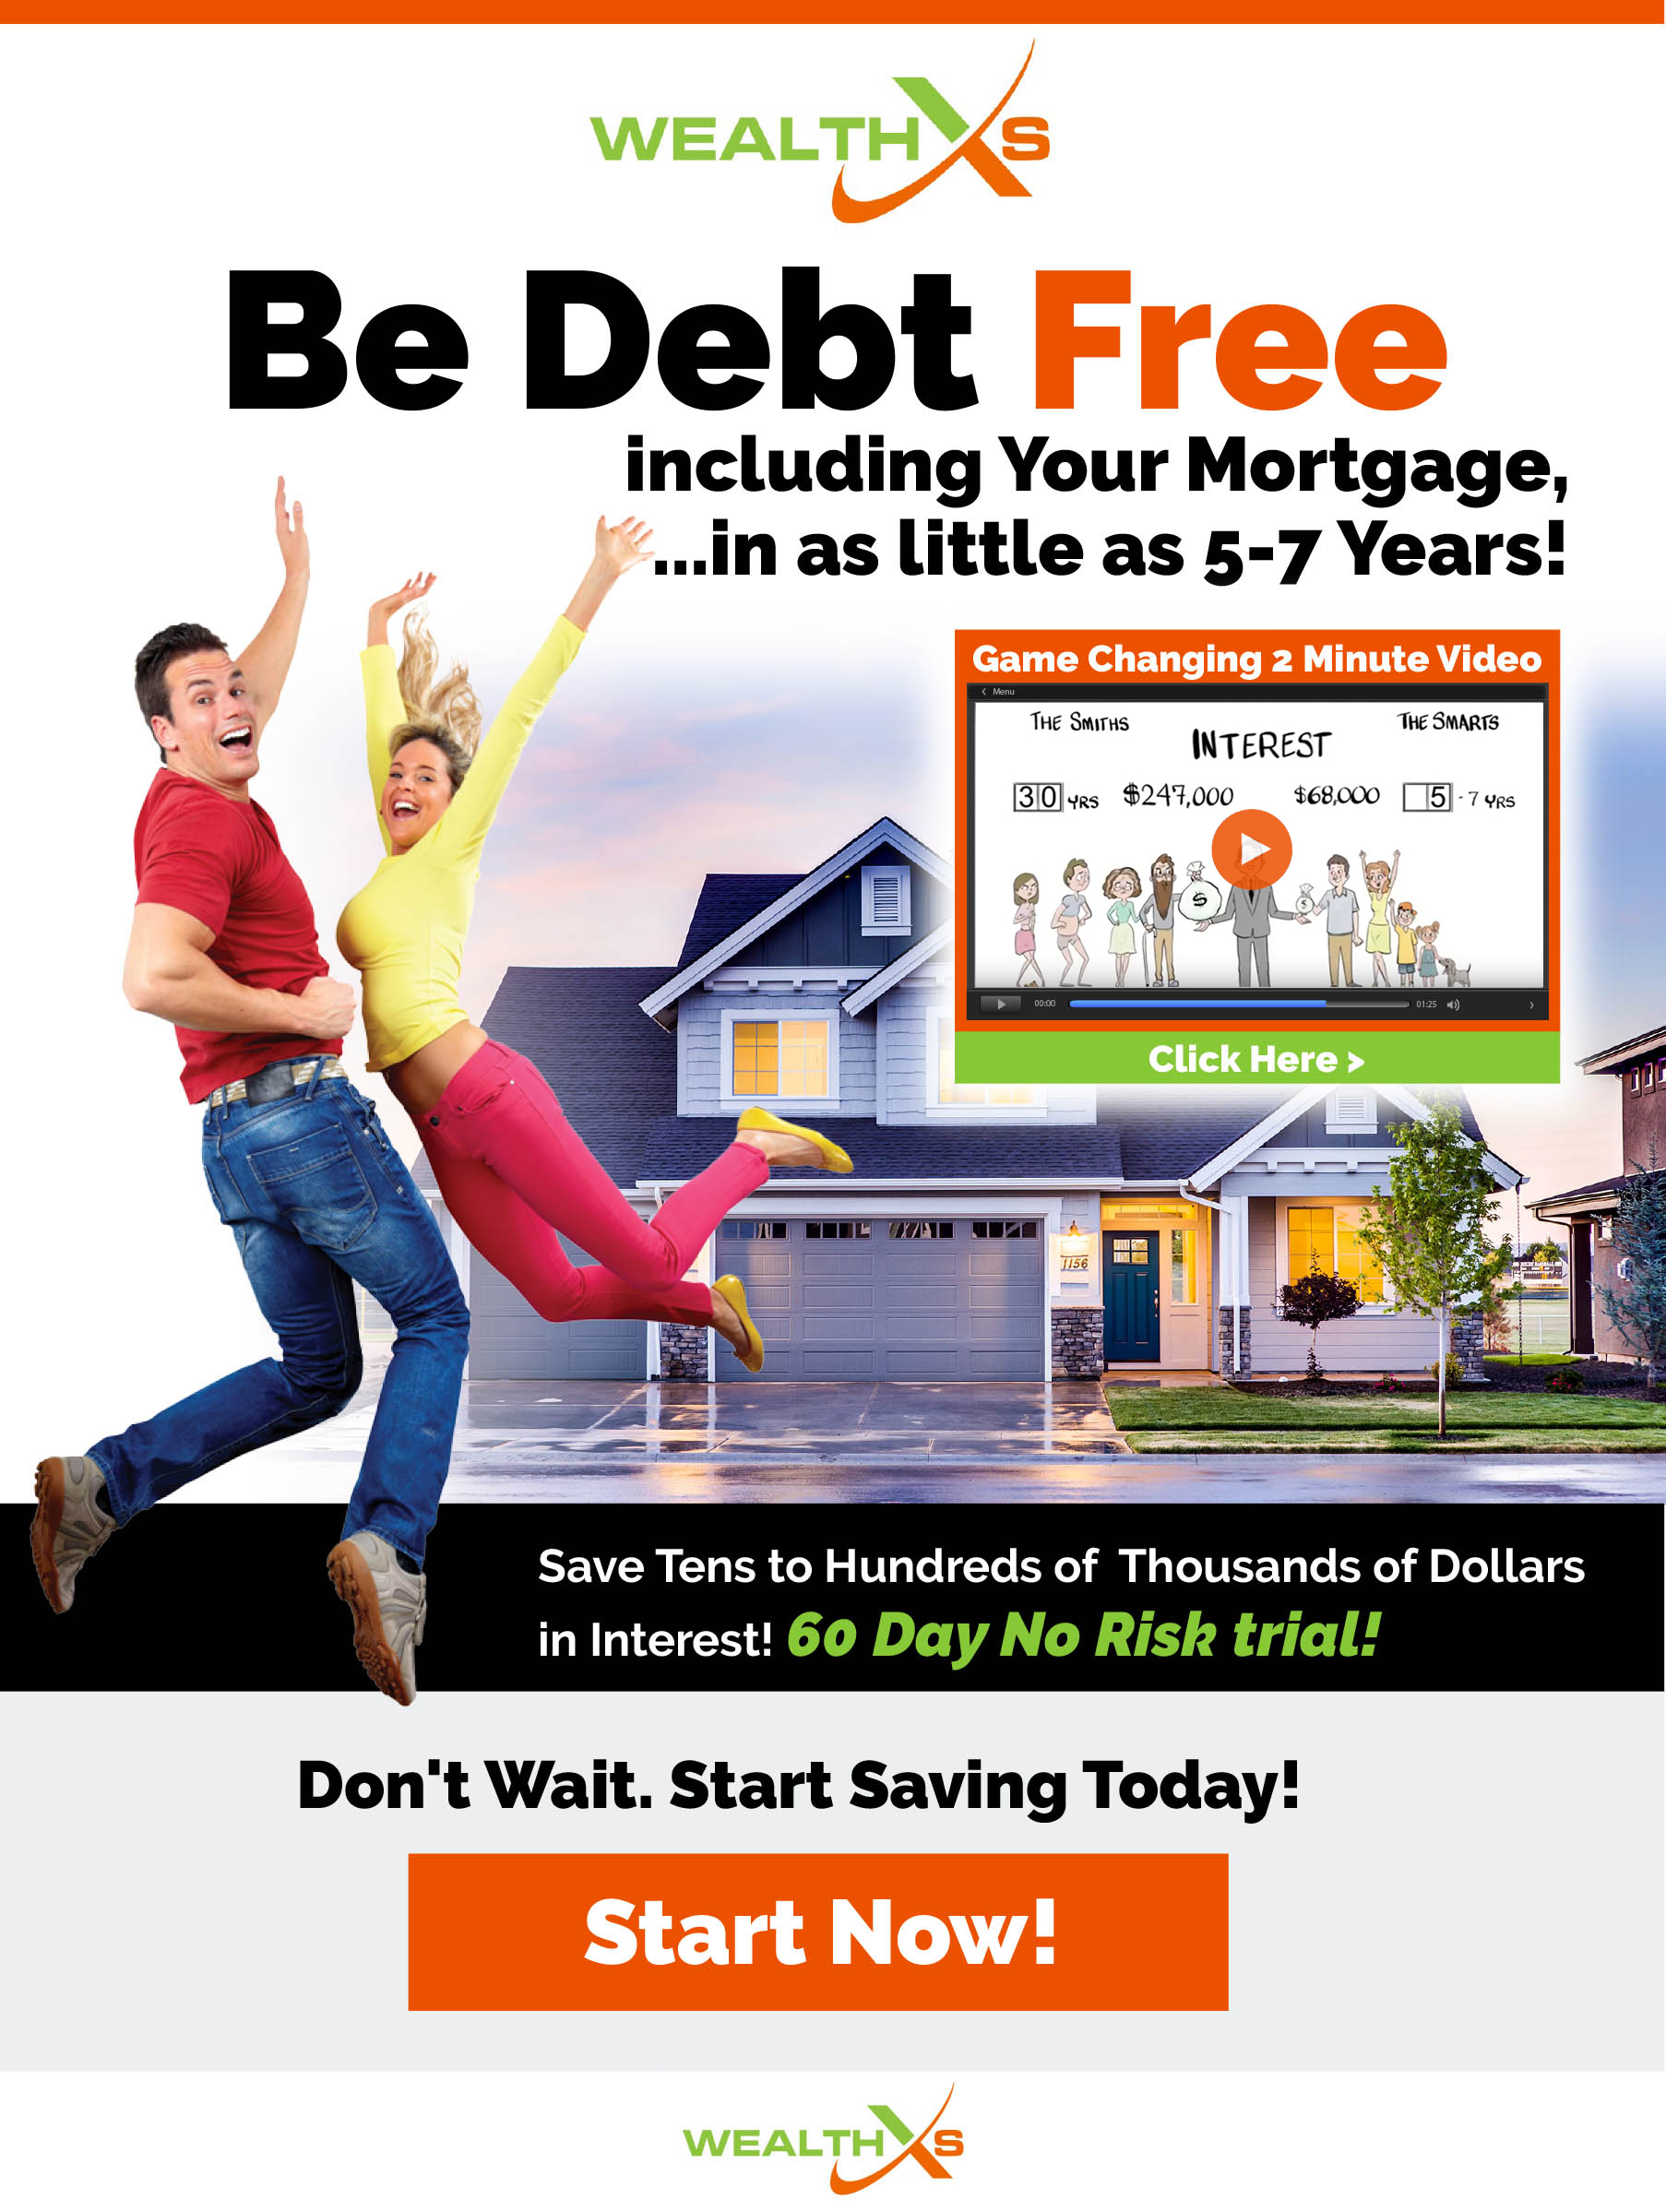 WEALTHXS
Be Debt Free
including Your Mortgage,
...in as little as 5-7 Years!
Game Changing 2 Minute Video
< Menu
THE SMITHS
THE SMARTS
INTEREST
30 YRS $247,000 $68,000 5 - 7 YRS
$ $
00:00 01:25
Click Here >
1156
Save Tens to Hundreds of Thousands of Dollars
in Interest! 60 Day No Risk trial!
Don't Wait. Start Saving Today!
Start Now!
WEALTHXS